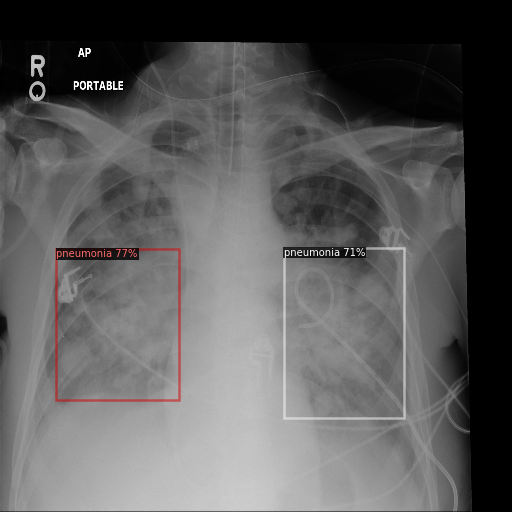 AP
R
PORTABLE
pneumonia 77%
pneumonia 71%